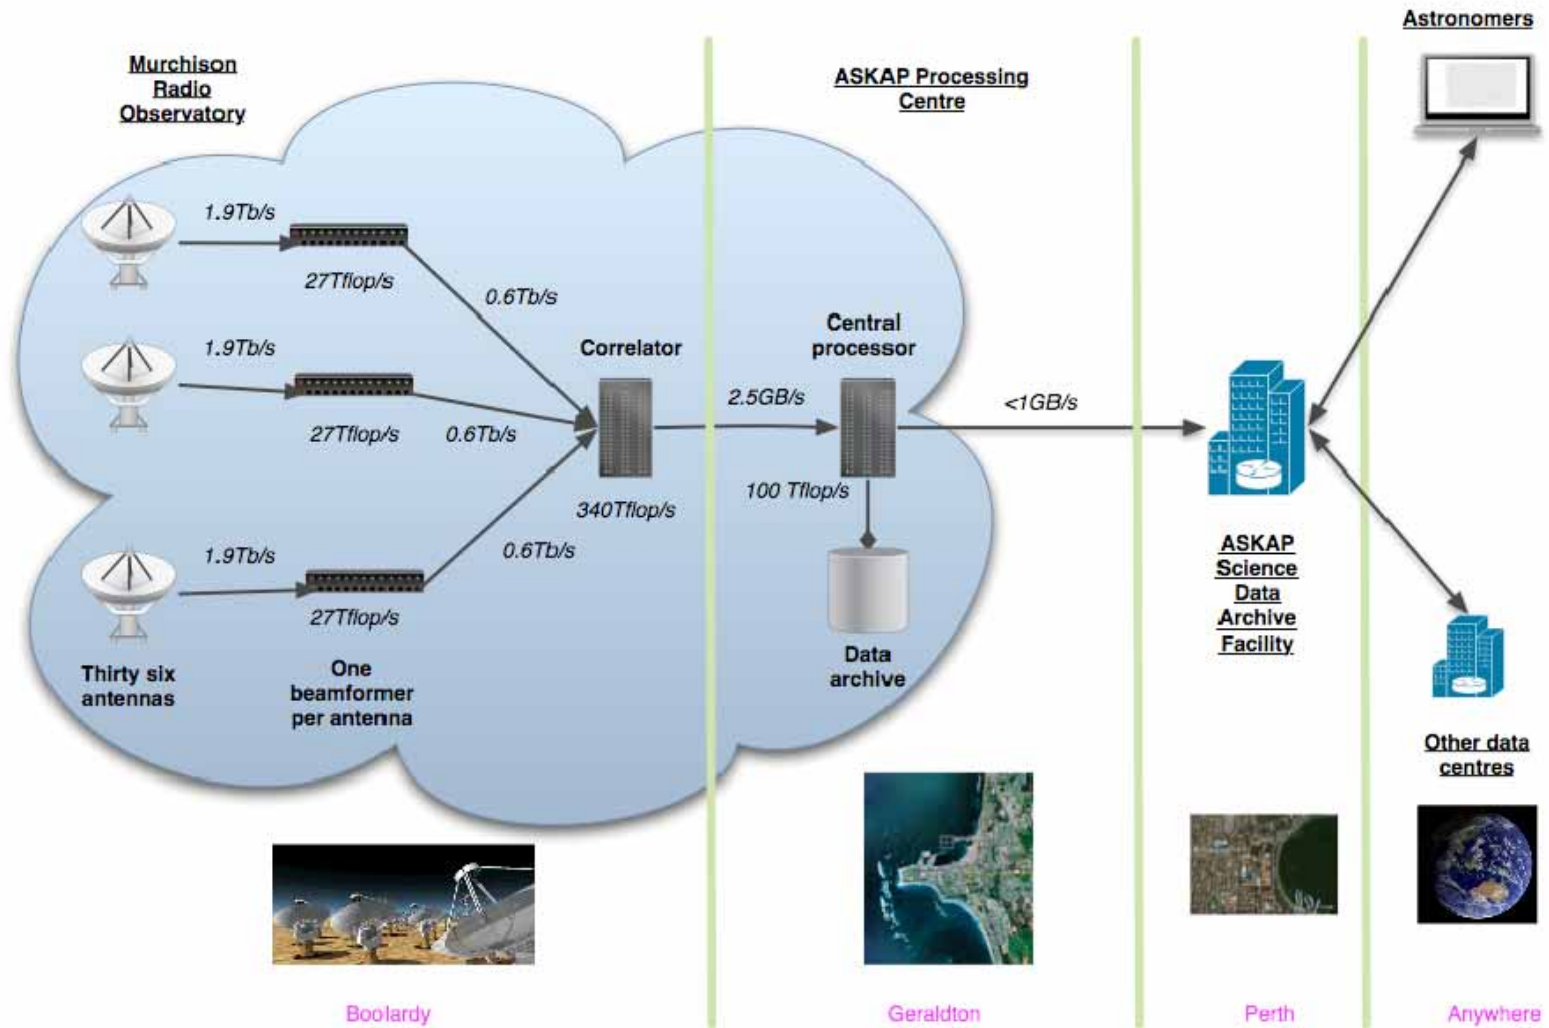 Astronomers
Murchison
Radio
Observatory
ASKAP Processing
Centre
1.9Tb/s
27Tflop/s
0.6Tb/s
1.9Tb/s
27Tflop/s
0.6Tb/s
Correlator
340Tflop/s
2.5GB/s
Central
processor
100 Tflop/s
<1GB/s
1.9Tb/s
27Tflop/s
0.6Tb/s
Thirty six
antennas
One
beamformer
per antenna
Data
archive
ASKAP
Science
Data
Archive
Facility
Other data
centres
Boolardy
Geraldton
Perth
Anywhere